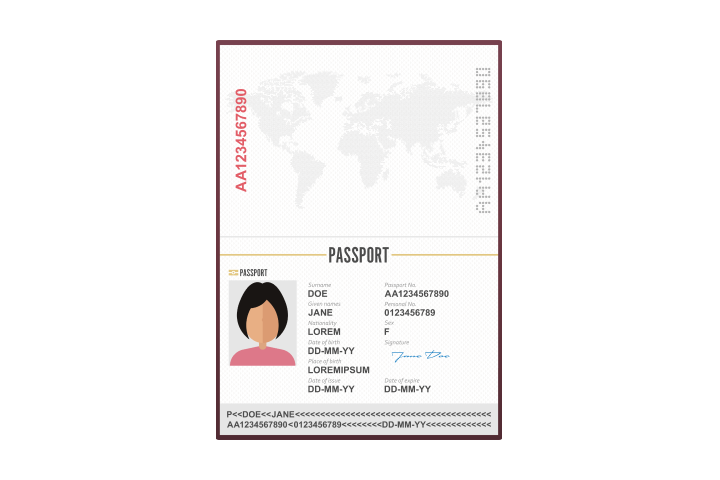 AA1234567890
AA1234567890
PASSPORT
PASSPORT
Surname
DOE
Passport No.
AA1234567890
Given names
JANE
Personal No.
0123456789
Nationality
LOREM
Sex
F
Date of birth
DD-MM-YY
Signature
Jane Doe
Place of birth
LOREMIPSUM
Date of issue
DD-MM-YY
Date of expire
DD-MM-YY
P<<DOE<<JANE<<<<<<<<<<<<<<<<<<<<<<<<<<<<<<<<<<<<<<<
AA1234567890<0123456789<<<<<<<<DD-MM-YY<<<<<<<<<<<<<